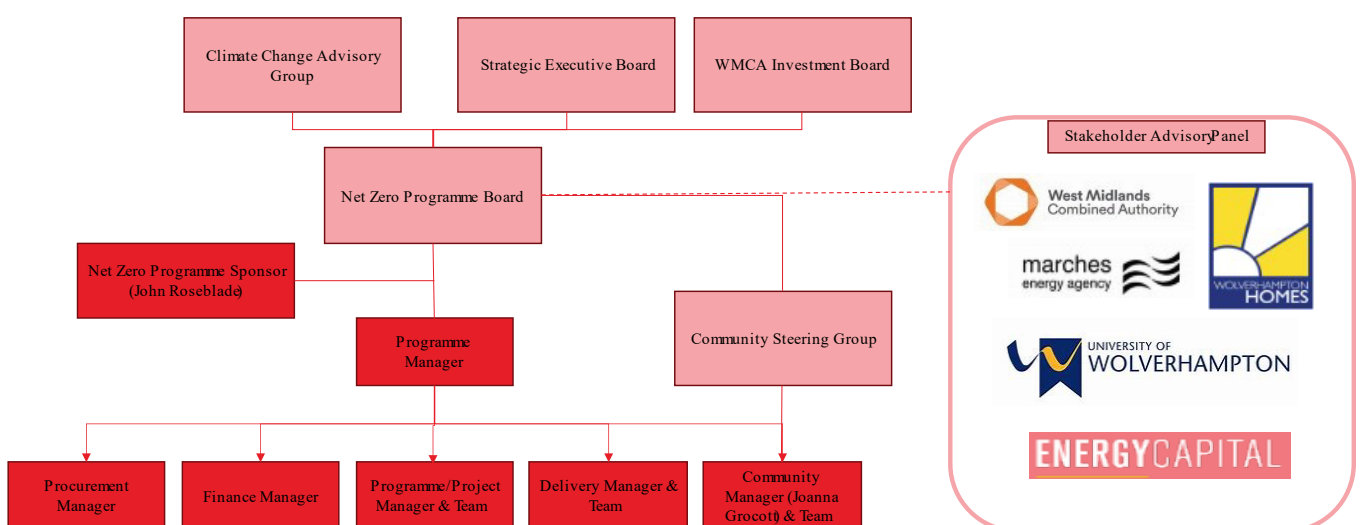 Climate Change Advisory
Group
Strategic Executive Board
WMCA Investment Board
Stakeholder Advisory Panel
Net Zero Programme Board
West Midlands
Combined Authority
WOLVERHAMPTON
HOMES
marches
energy agency
Net Zero Programme Sponsor
(John Roseblade)
Programme
Manager
Community Steering Group
UNIVERSITY OF
WOLVERHAMPTON
ENERGYCAPITAL
Procurement
Manager
Finance Manager
Programme/Project
Manager & Team
Delivery Manager &
Team
Community
Manager (Joanna
Grocott) & Team